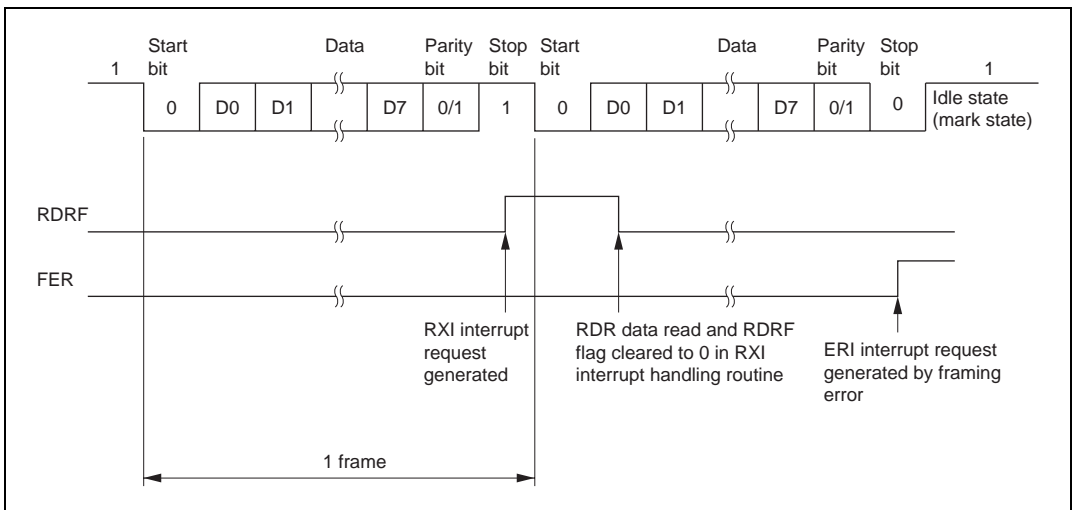 Start bit
Data
Parity bit
Stop bit
Start bit
Data
Parity bit
Stop bit
1
1
0
D0
D1
D7
0/1
1
0
D0
D1
D7
0/1
0
Idle state
(mark state)
RDRF
FER
RXI interrupt
request
generated
RDR data read and RDRF
flag cleared to 0 in RXI
interrupt handling routine
ERI interrupt request
generated by framing
error
1 frame